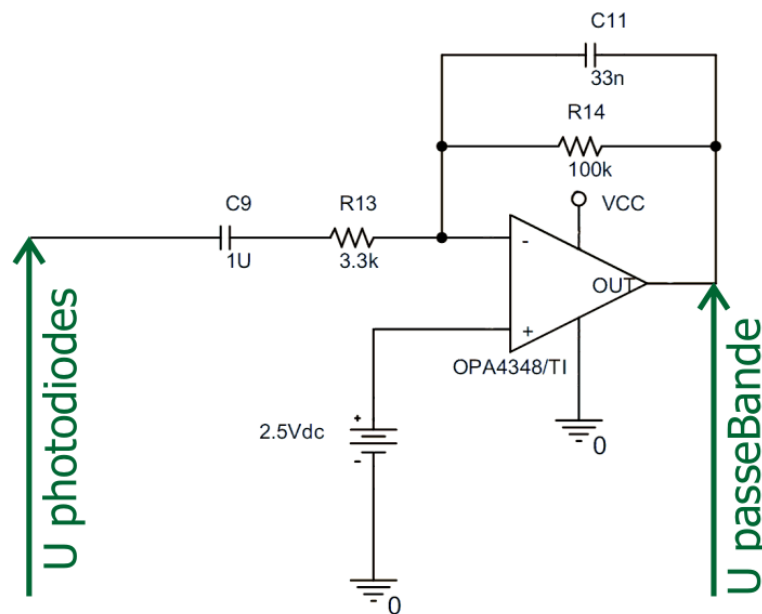 C11
33n
R14
100k
C9
1U
R13
3.3k
VCC
-
OUT
+
OPA4348/TI
2.5Vdc
+
-
0
0
U photodiodes
U passeBande